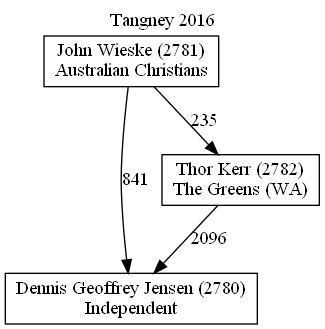 Tangney 2016
John Wieske (2781)
Australian Christians
235
Thor Kerr (2782)
The Greens (WA)
841
2096
Dennis Geoffrey Jensen (2780)
Independent